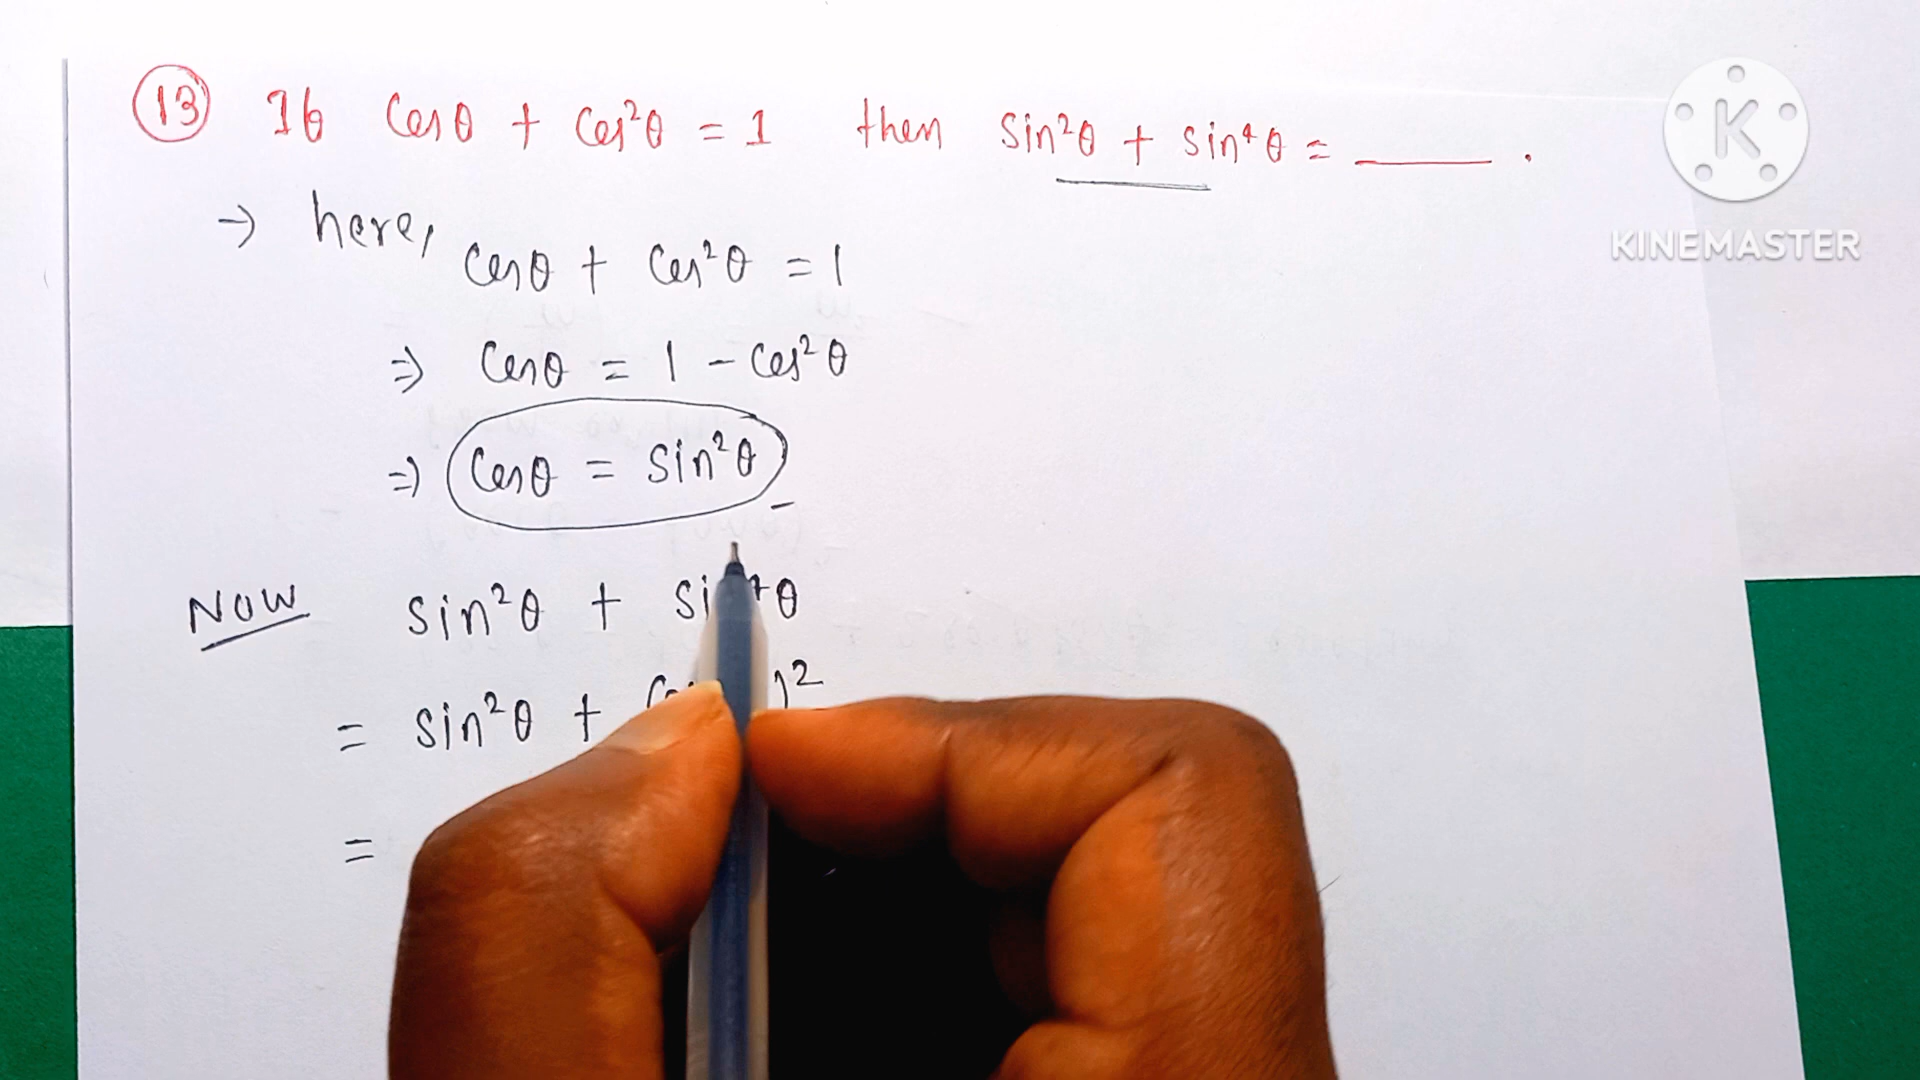 13 If Cosθ + Cos²θ = 1 then sin²θ + sin⁴θ = ____ .
→ here,
Cosθ + Cos²θ = 1
⇒ Cosθ = 1 - Cos²θ
⇒ Cosθ = sin²θ
Now sin²θ + θ
= sin²θ + )²
=
K
KINEMASTER